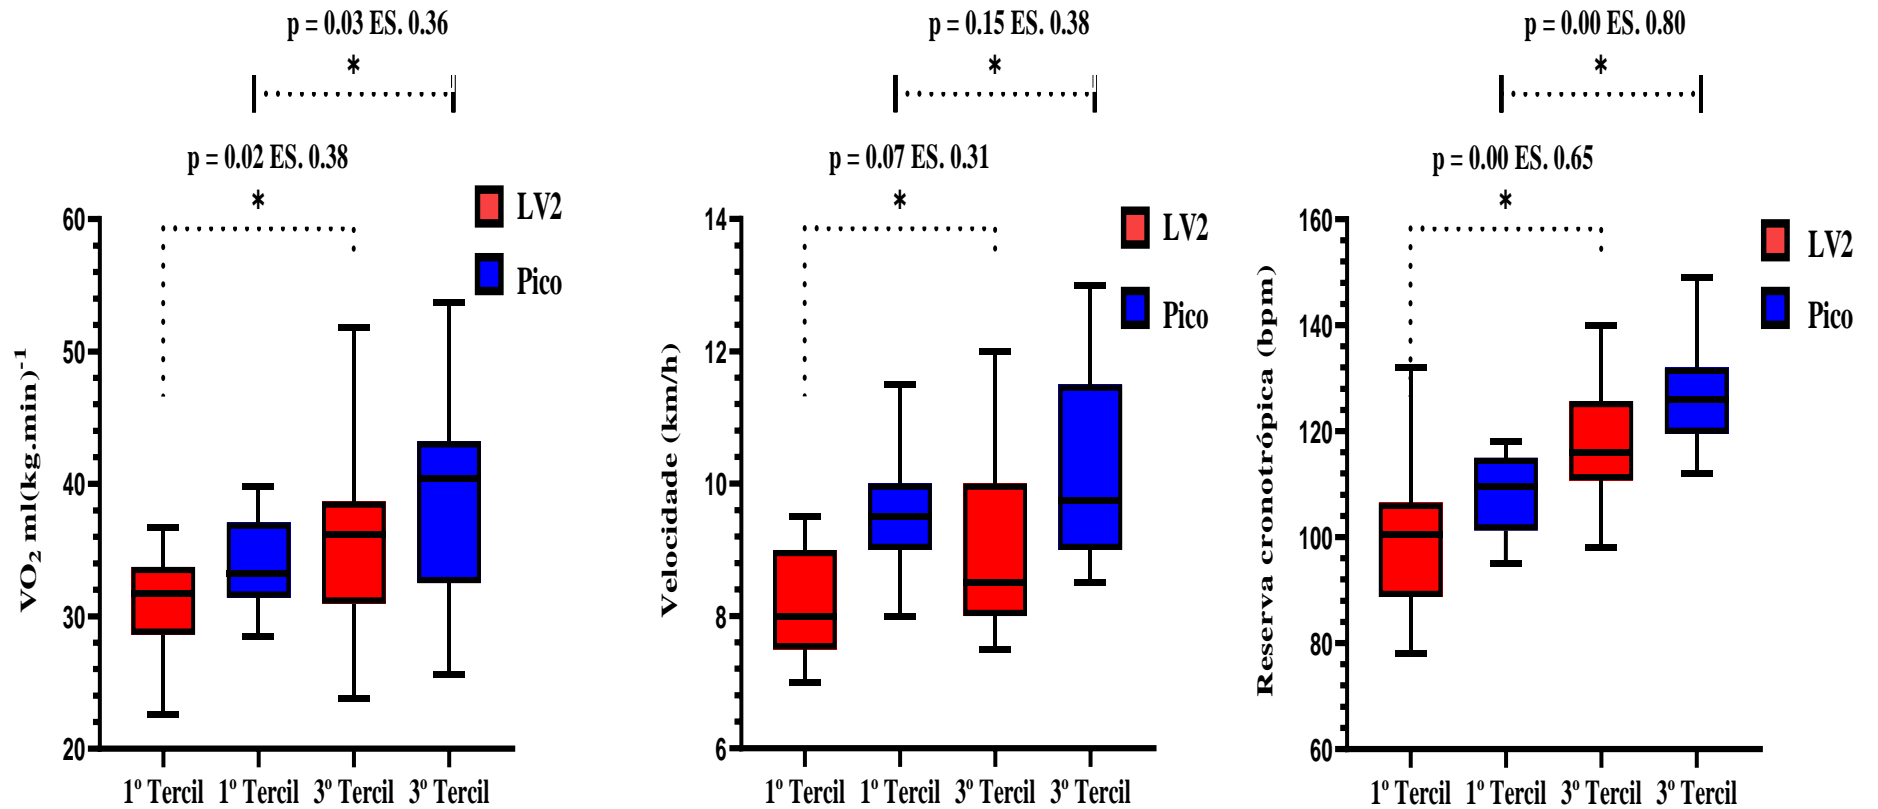 p = 0.03 ES. 0.36
*
p = 0.02 ES. 0.38
*
LV2
Pico
60
50
40
30
20
VO2 ml(kg.min)-1
1º Tercil 1º Tercil 3º Tercil 3º Tercil
p = 0.15 ES. 0.38
*
p = 0.07 ES. 0.31
*
LV2
Pico
14
12
10
8
6
Velocidade (km/h)
1º Tercil 1º Tercil 3º Tercil 3º Tercil
p = 0.00 ES. 0.80
*
p = 0.00 ES. 0.65
*
LV2
Pico
160
140
120
100
80
60
Reserva cronotrópica (bpm)
1º Tercil 1º Tercil 3º Tercil 3º Tercil